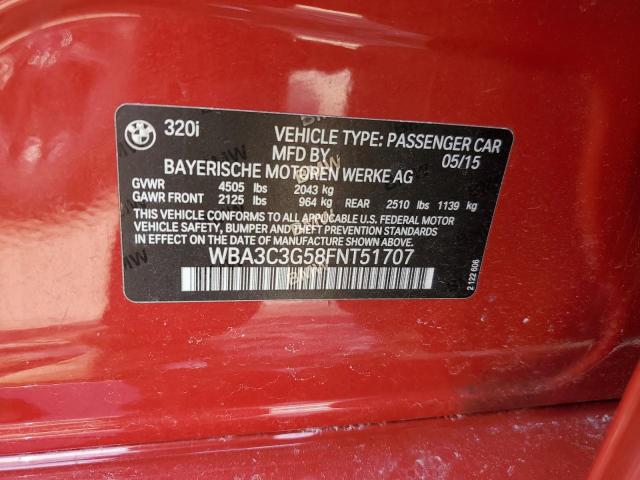 320i VEHICLE TYPE: PASSENGER CAR
MFD BY 05/15
BAYERISCHE MOTOREN WERKE AG
GVWR 4505 lbs 2043 kg
GAWR FRONT 2125 lbs 964 kg REAR 2510 lbs 1139 kg
THIS VEHICLE CONFORMS TO ALL APPLICABLE U.S. FEDERAL MOTOR
VEHICLE SAFETY, BUMPER AND THEFT PREVENTION STANDARDS
IN EFFECT ON THE DATE OF MANUFACTURE SHOWN ABOVE.
WBA3C3G58FNT51707
2 122 606